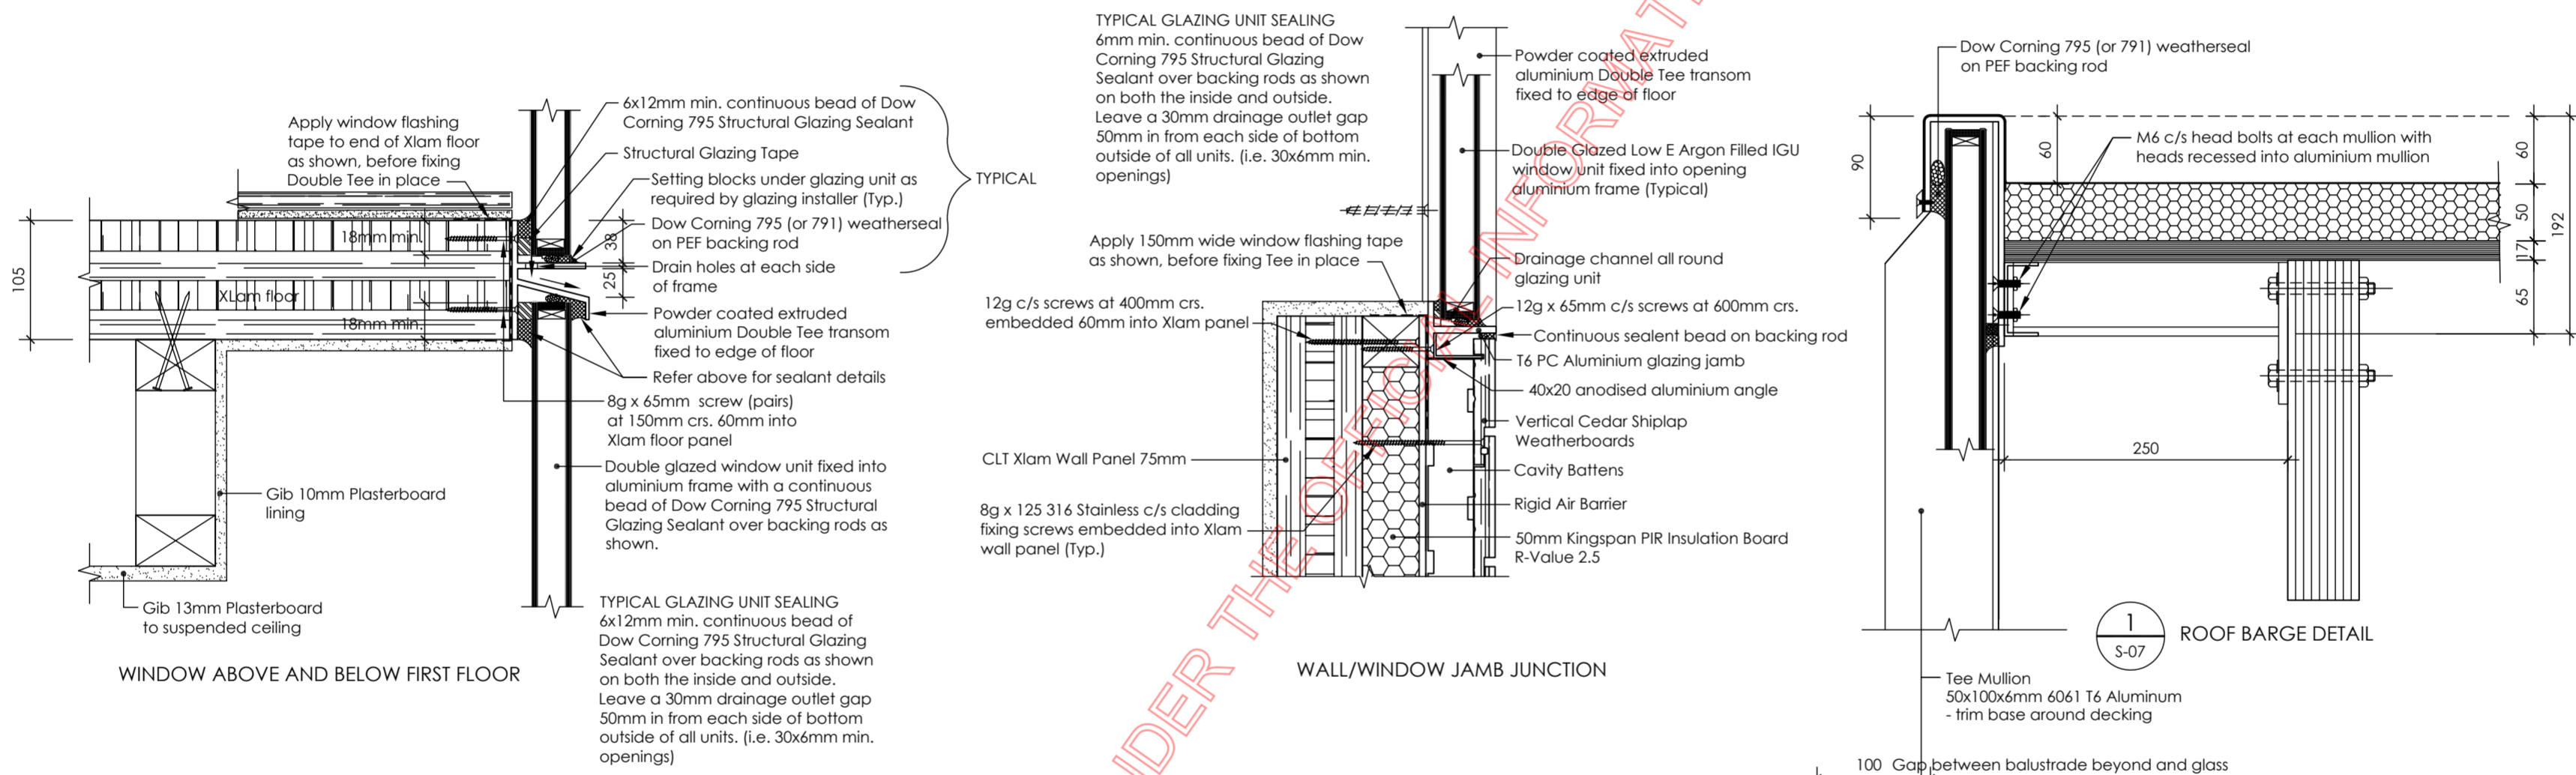 Apply window flashing
tape to end of Xlam floor
as shown, before fixing
Double Tee in place
6x12mm min. continuous bead of Dow
Corning 795 Structural Glazing Sealant
Structural Glazing Tape
Setting blocks under glazing unit as
required by glazing installer (Typ.)
Dow Corning 795 (or 791) weatherseal
on PEF backing rod
Drain holes at each side
of frame
Powder coated extruded
aluminium Double Tee transom
fixed to edge of floor
Refer above for sealant details
8g x 65mm screw (pairs)
at 150mm crs. 60mm into
Xlam floor panel
Double glazed window unit fixed into
aluminium frame with a continuous
bead of Dow Corning 795 Structural
Glazing Sealant over backing rods as
shown.
TYPICAL
105
18mm min.
XLam floor
18mm min.
38
25
Gib 10mm Plasterboard
lining
Gib 13mm Plasterboard
to suspended ceiling
WINDOW ABOVE AND BELOW FIRST FLOOR
TYPICAL GLAZING UNIT SEALING
6x12mm min. continuous bead of
Dow Corning 795 Structural Glazing
Sealant over backing rods as shown
on both the inside and outside.
Leave a 30mm drainage outlet gap
50mm in from each side of bottom
outside of all units. (i.e. 30x6mm min.
openings)
TYPICAL GLAZING UNIT SEALING
6mm min. continuous bead of Dow
Corning 795 Structural Glazing
Sealant over backing rods as shown
on both the inside and outside.
Leave a 30mm drainage outlet gap
50mm in from each side of bottom
outside of all units. (i.e. 30x6mm min.
openings)
Apply 150mm wide window flashing tape
as shown, before fixing Tee in place
12g c/s screws at 400mm crs.
embedded 60mm into Xlam panel
CLT Xlam Wall Panel 75mm
8g x 125 316 Stainless c/s cladding
fixing screws embedded into Xlam
wall panel (Typ.)
Powder coated extruded
aluminium Double Tee transom
fixed to edge of floor
Double Glazed Low E Argon Filled IGU
window unit fixed into opening
aluminium frame (Typical)
Drainage channel all round
glazing unit
12g x 65mm c/s screws at 600mm crs.
Continuous sealent bead on backing rod
T6 PC Aluminium glazing jamb
40x20 anodised aluminium angle
Vertical Cedar Shiplap
Weatherboards
Cavity Battens
Rigid Air Barrier
50mm Kingspan PIR Insulation Board
R-Value 2.5
WALL/WINDOW JAMB JUNCTION
NDER THE OFFICIAL INFORMAT
Dow Corning 795 (or 791) weatherseal
on PEF backing rod
M6 c/s head bolts at each mullion with
heads recessed into aluminium mullion
90
60
60
50
17
65
192
250
1
S-07
ROOF BARGE DETAIL
Tee Mullion
50x100x6mm 6061 T6 Aluminum
- trim base around decking
100 Gap between balustrade beyond and glass